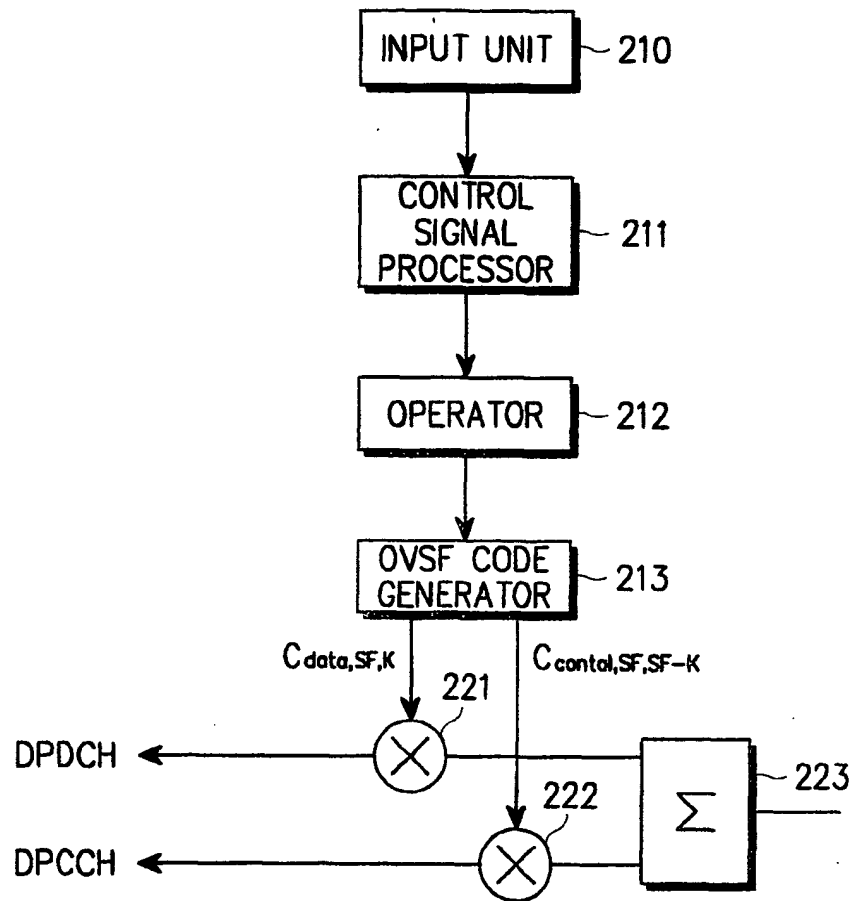 INPUT UNIT
210
CONTROL
SIGNAL
PROCESSOR
211
OPERATOR
212
OVSF CODE
GENERATOR
213
Cdata,SF,K
Ccontol,SF,SF-K
221
DPDCH
222
223
Σ
DPCCH